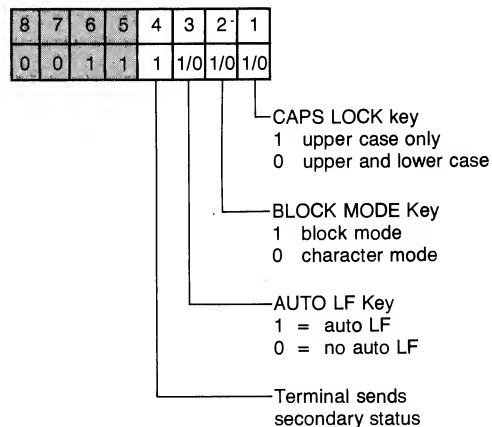 8 7 6 5 4 3 2 1
0 0 1 1 1 1/0 1/0 1/0
CAPS LOCK key
1 upper case only
0 upper and lower case
BLOCK MODE Key
1 block mode
0 character mode
AUTO LF Key
1 = auto LF
0 = no auto LF
Terminal sends
secondary status